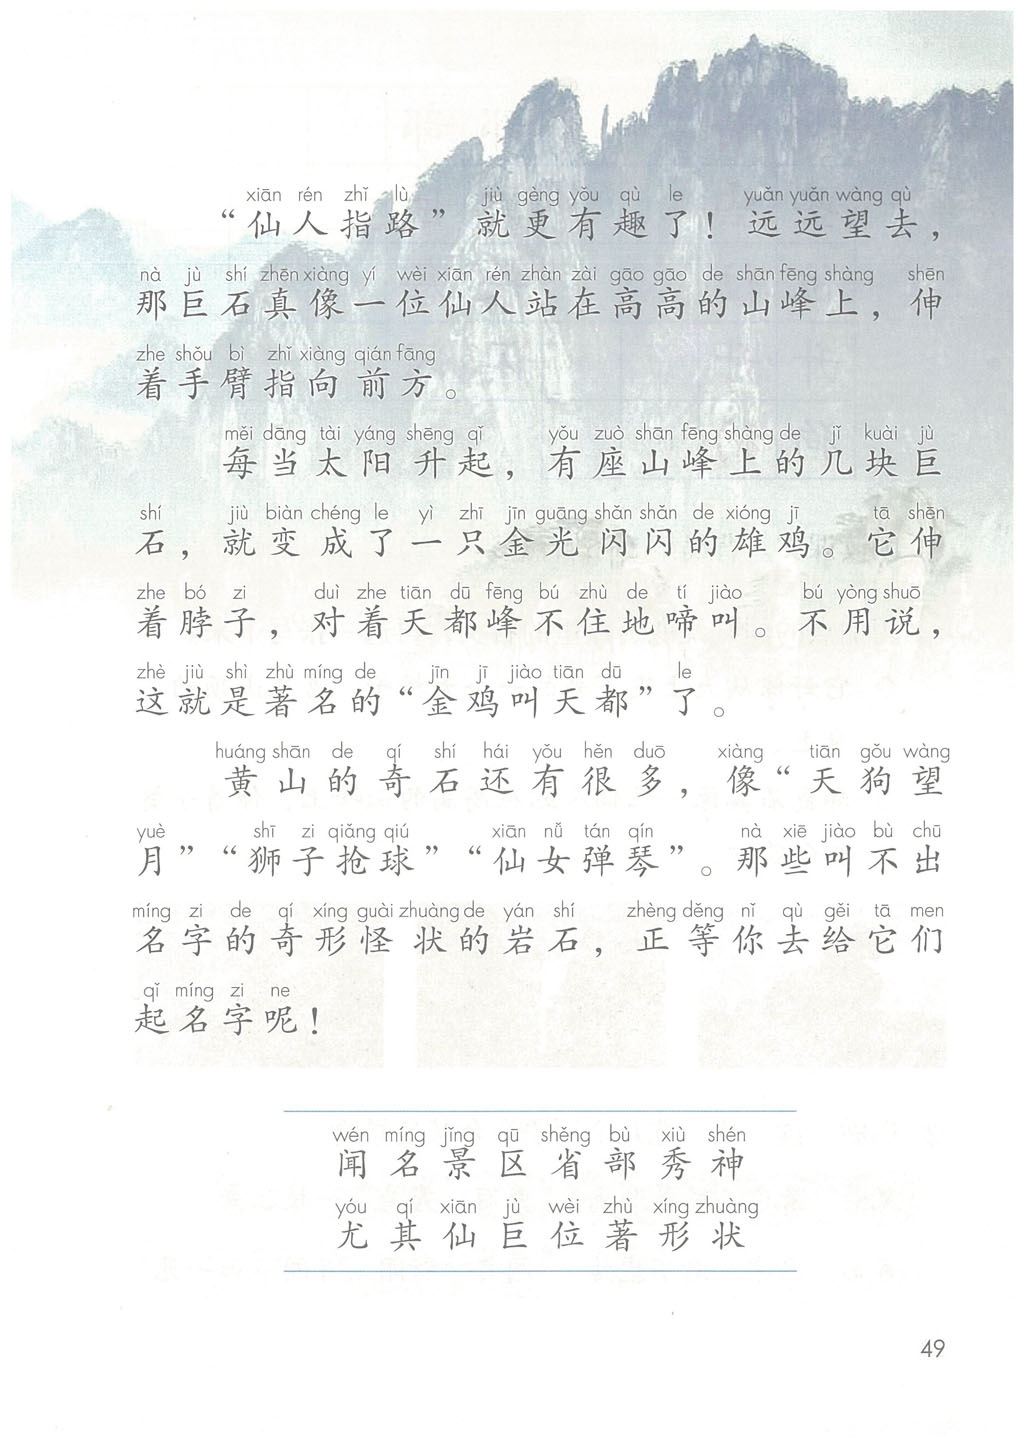 xiān rén zhǐ lù jiù gèng yǒu qù le yuǎn yuǎn wàng qù
“仙人指路”就更有趣了！远远望去，
nà jù shí zhēn xiàng yí wèi xiān rén zhàn zài gāo gāo de shān fēng shàng shēn
那巨石真像一位仙人站在高高的山峰上，伸
zhe shǒu bì zhǐ xiàng qián fāng
着手臂指向前方。
měi dāng tài yáng shēng qǐ yǒu zuò shān fēng shàng de jǐ kuài jù
每当太阳升起，有座山峰上的几块巨
shí jiù biàn chéng le yì zhī jīn guāng shǎn shǎn de xióng jī tā shēn
石，就变成了一只金光闪闪的雄鸡。它伸
zhe bó zi duì zhe tiān dū fēng bú zhù de tí jiào bú yòng shuō
着脖子，对着天都峰不住地啼叫。不用说，
zhè jiù shì zhù míng de jīn jī jiào tiān dū le
这就是著名的“金鸡叫天都”了。
huáng shān de qí shí hái yǒu hěn duō xiàng tiān gǒu wàng
黄山的奇石还有很多，像“天狗望
yuè shī zi qiǎng qiú xiān nǚ tán qín nà xiē jiào bù chū
月”“狮子抢球”“仙女弹琴”。那些叫不出
míng zi de qí xíng guài zhuàng de yán shí zhèng děng nǐ qù gěi tā men
名字的奇形怪状的岩石，正等你去给它们
qǐ míng zi ne
起名字呢！
wén míng jǐng qū shěng bù xiù shén
闻名景区省部秀神
yóu qí xiān jù wèi zhù xíng zhuàng
尤其仙巨位著形状
49